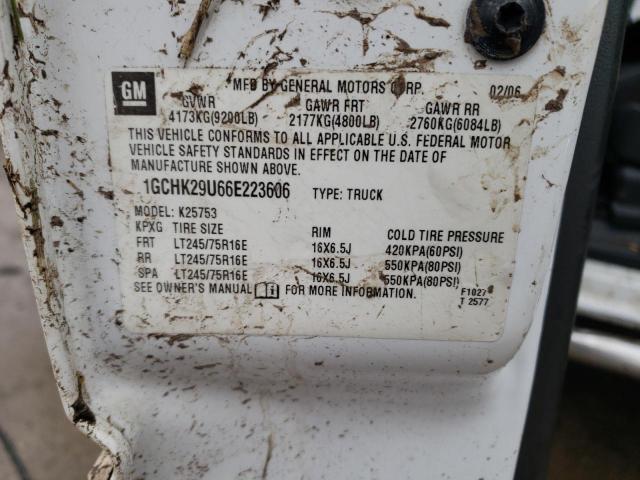 GM
MFD BY GENERAL MOTORS CORP. 02/06
GVWR GAWR FRT GAWR RR
4173KG(9200LB) 2177KG(4800LB) 2760KG(6084LB)
THIS VEHICLE CONFORMS TO ALL APPLICABLE U.S. FEDERAL MOTOR
VEHICLE SAFETY STANDARDS IN EFFECT ON THE DATE OF
MANUFACTURE SHOWN ABOVE.
1GCHK29U66E223606 TYPE: TRUCK
MODEL: K25753
KPXG TIRE SIZE RIM COLD TIRE PRESSURE
FRT LT245/75R16E 16X6.5J 420KPA(60PSI)
RR LT245/75R16E 16X6.5J 550KPA(80PSI)
SPA LT245/75R16E 16X6.5J 550KPA(80PSI)
SEE OWNER'S MANUAL FOR MORE INFORMATION.
T 2577